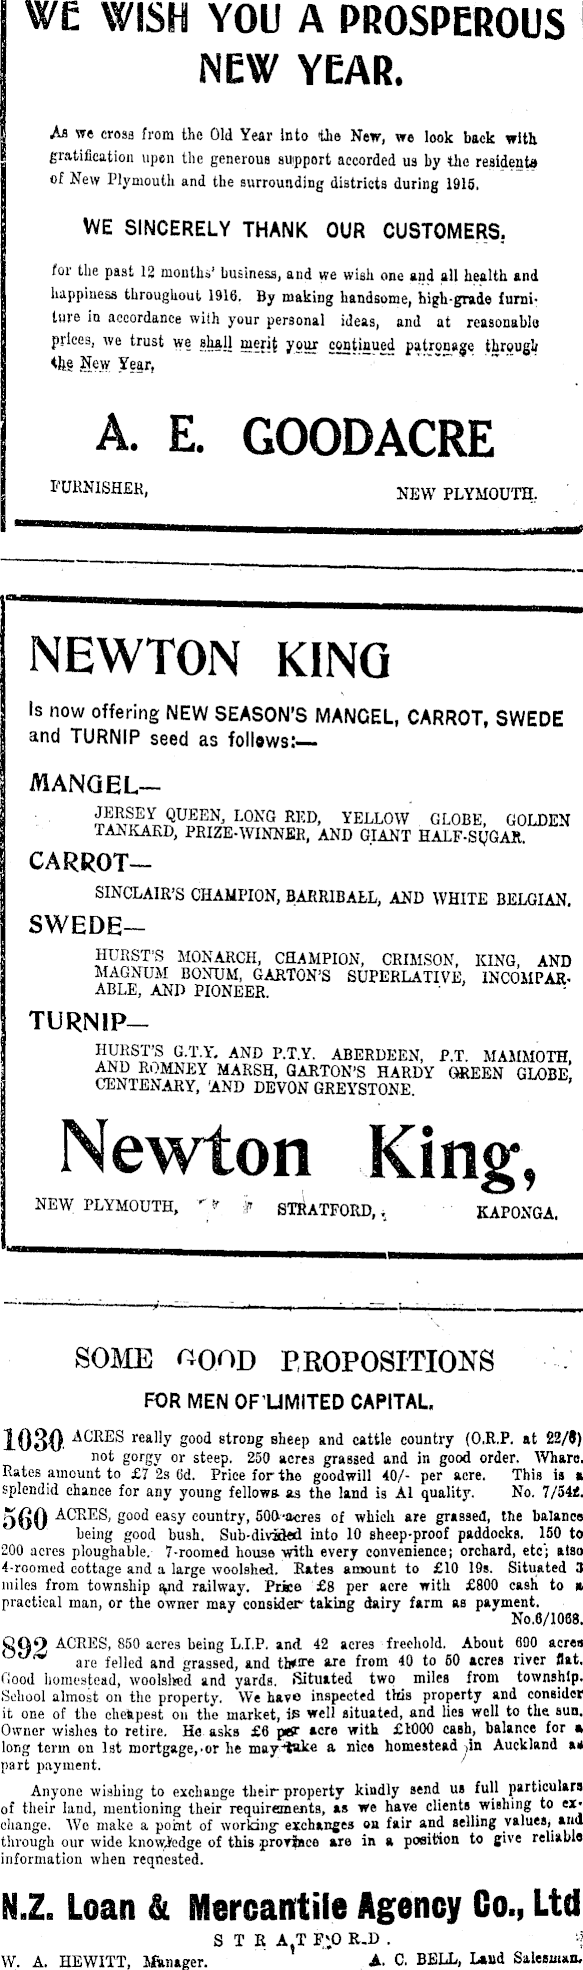 WE WISH YOU A PROSPEROUS
NEW YEAR.
As we cross from the Old Year into the New, we look back with
gratification upon the generous support accorded us by the residents
of New Plymouth and the surrounding districts during 1915.
WE SINCERELY THANK OUR CUSTOMERS.
for the past 12 months' business, and we wish one and all health and
happiness throughout 1916. By making handsome, high-grade furni-
ture in accordance with your personal ideas, and at reasonable
prices, we trust we shall merit your continued patronage through
the New Year.
A. E. GOODACRE
FURNISHER, NEW PLYMOUTH.
NEWTON KING
Is now offering NEW SEASON'S MANGEL, CARROT, SWEDE
and TURNIP seed as follows:—
MANGEL—
JERSEY QUEEN, LONG RED, YELLOW GLOBE, GOLDEN
TANKARD, PRIZE-WINNER, AND GIANT HALF-SUGAR.
CARROT—
SINCLAIR'S CHAMPION, BARRIBALL, AND WHITE BELGIAN.
SWEDE—
HURST'S MONARCH, CHAMPION, CRIMSON, KING, AND
MAGNUM BONUM, GARTON'S SUPERLATIVE, INCOMPAR-
ABLE, AND PIONEER.
TURNIP—
HURST'S G.T.Y. AND P.T.Y. ABERDEEN, P.T. MAMMOTH,
AND ROMNEY MARSH, GARTON'S HARDY GREEN GLOBE,
CENTENARY, AND DEVON GREYSTONE.
Newton King,
NEW PLYMOUTH, STRATFORD, KAPONGA.
SOME GOOD PROPOSITIONS
FOR MEN OF LIMITED CAPITAL.
1030 ACRES really good strong sheep and cattle country (O.R.P. at 22/6)
not gorgy or steep. 250 acres grassed and in good order. Whare.
Rates amount to £7 2s 6d. Price for the goodwill 40/- per acre. This is a
splendid chance for any young fellows as the land is A1 quality. No. 7/54t.
560 ACRES, good easy country, 500 acres of which are grassed, the balance
being good bush. Sub-divided into 10 sheep-proof paddocks. 150 to
200 acres ploughable. 7-roomed house with every convenience; orchard, etc; also
4-roomed cottage and a large woolshed. Rates amount to £10 19s. Situated 3
miles from township and railway. Price £8 per acre with £800 cash to a
practical man, or the owner may consider taking dairy farm as payment.
No.6/1068.
892 ACRES, 850 acres being L.I.P. and 42 acres freehold. About 600 acres
are felled and grassed, and there are from 40 to 50 acres river flat.
Good homestead, woolshed and yards. Situated two miles from township.
School almost on the property. We have inspected this property and consider
it one of the cheapest on the market, is well situated, and lies well to the sun.
Owner wishes to retire. He asks £6 per acre with £1000 cash, balance for a
long term on 1st mortgage, or he may take a nice homestead in Auckland as
part payment.
Anyone wishing to exchange their property kindly send us full particulars
of their land, mentioning their requirements, as we have clients wishing to ex-
change. We make a point of working exchanges on fair and selling values, and
through our wide knowledge of this province are in a position to give reliable
information when requested.
N.Z. Loan & Mercantile Agency Co., Ltd
STRATFORD.
W. A. HEWITT, Manager. A. C. BELL, Land Salesman.